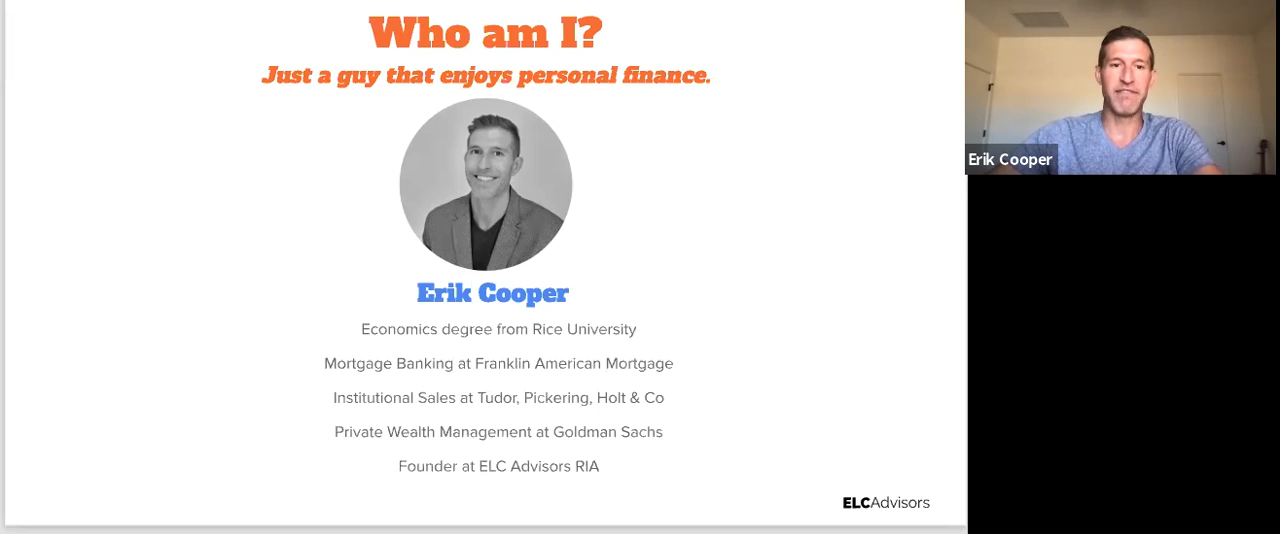 Who am I?
Just a guy that enjoys personal finance.
Erik Cooper
Economics degree from Rice University
Mortgage Banking at Franklin American Mortgage
Institutional Sales at Tudor, Pickering, Holt & Co
Private Wealth Management at Goldman Sachs
Founder at ELC Advisors RIA
ELCAdvisors
Erik Cooper